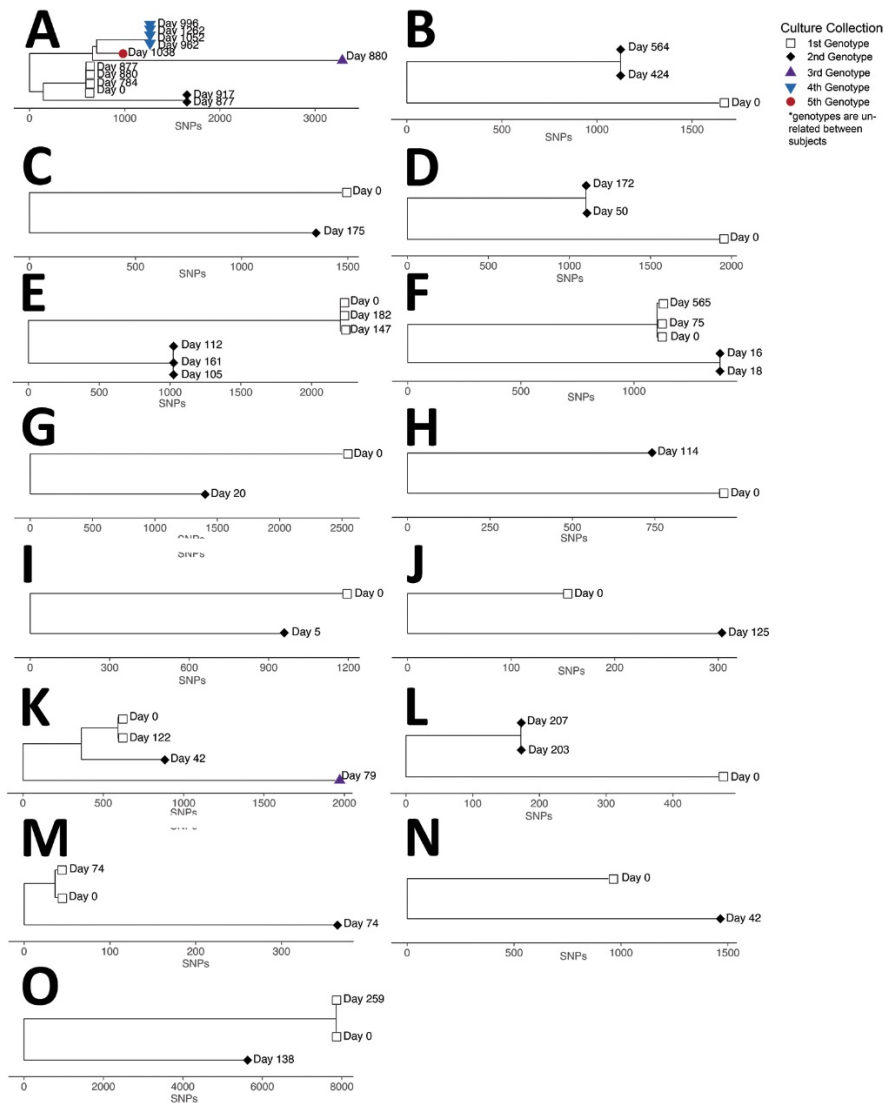 A
Day 996
Day 1262
Day 1052
Day 962
Day 1038
Day 880
Day 877
Day 880
Day 784
Day 0
Day 917
Day 877
0 1000 2000 3000
SNPs
B
Day 564
Day 424
Day 0
0 500 1000 1500
SNPs
Culture Collection
1st Genotype
2nd Genotype
3rd Genotype
4th Genotype
5th Genotype
*genotypes are un-
related between
subjects
C
Day 0
Day 175
0 500 1000 1500
SNPs
D
Day 172
Day 50
Day 0
0 500 1000 1500 2000
SNPs
E
Day 0
Day 182
Day 147
Day 112
Day 161
Day 105
0 500 1000 1500 2000
SNPs
F
Day 565
Day 75
Day 0
Day 16
Day 18
0 500 1000
SNPs
G
Day 0
Day 20
0 500 1000 1500 2000 2500
SNPs
SNPs
H
Day 114
Day 0
0 250 500 750
SNPs
I
Day 0
Day 5
0 300 600 900 1200
SNPs
J
Day 0
Day 125
0 100 200 300
SNPs
K
Day 0
Day 122
Day 42
Day 79
0 500 1000 1500 2000
SNPs
SNPs
L
Day 207
Day 203
Day 0
0 100 200 300 400
SNPs
M
Day 74
Day 0
Day 74
0 100 200 300
SNPs
N
Day 0
Day 42
0 500 1000 1500
SNPs
O
Day 259
Day 0
Day 138
0 2000 4000 6000 8000
SNPs